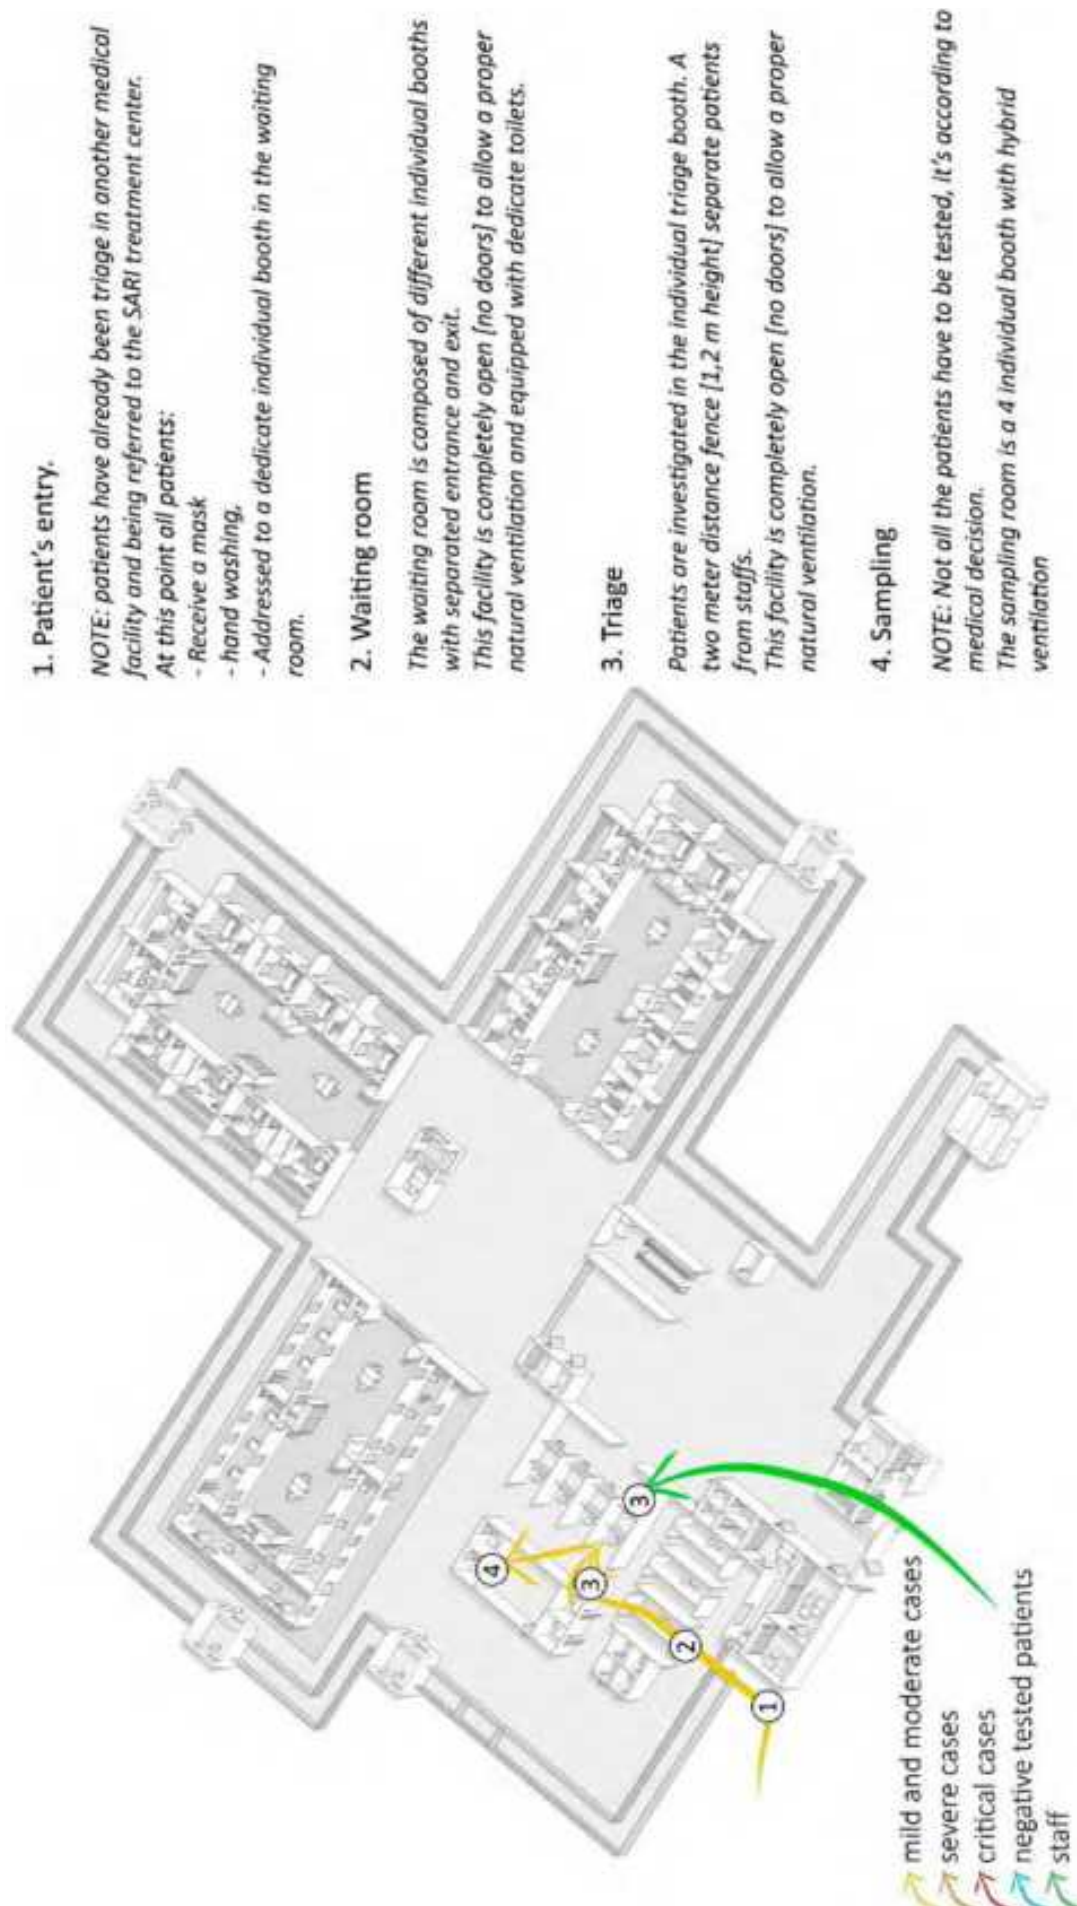 1. Patient's entry.
NOTE: patients have already been triage in another medical
facility and being referred to the SARI treatment center.
At this point all patients:
- Receive a mask
- hand washing,
- Addressed to a dedicate individual booth in the waiting
room.
2. Waiting room
The waiting room is composed of different individual booths
with separated entrance and exit.
This facility is completely open [no doors] to allow a proper
natural ventilation and equipped with dedicate toilets.
3. Triage
Patients are investigated in the individual triage booth. A
two meter distance fence [1,2 m height] separate patients
from staffs.
This facility is completely open [no doors] to allow a proper
natural ventilation.
4. Sampling
NOTE: Not all the patients have to be tested, it's according to
medical decision.
The sampling room is a 4 individual booth with hybrid
ventilation
1
2
3
3
4
mild and moderate cases
severe cases
critical cases
negative tested patients
staff